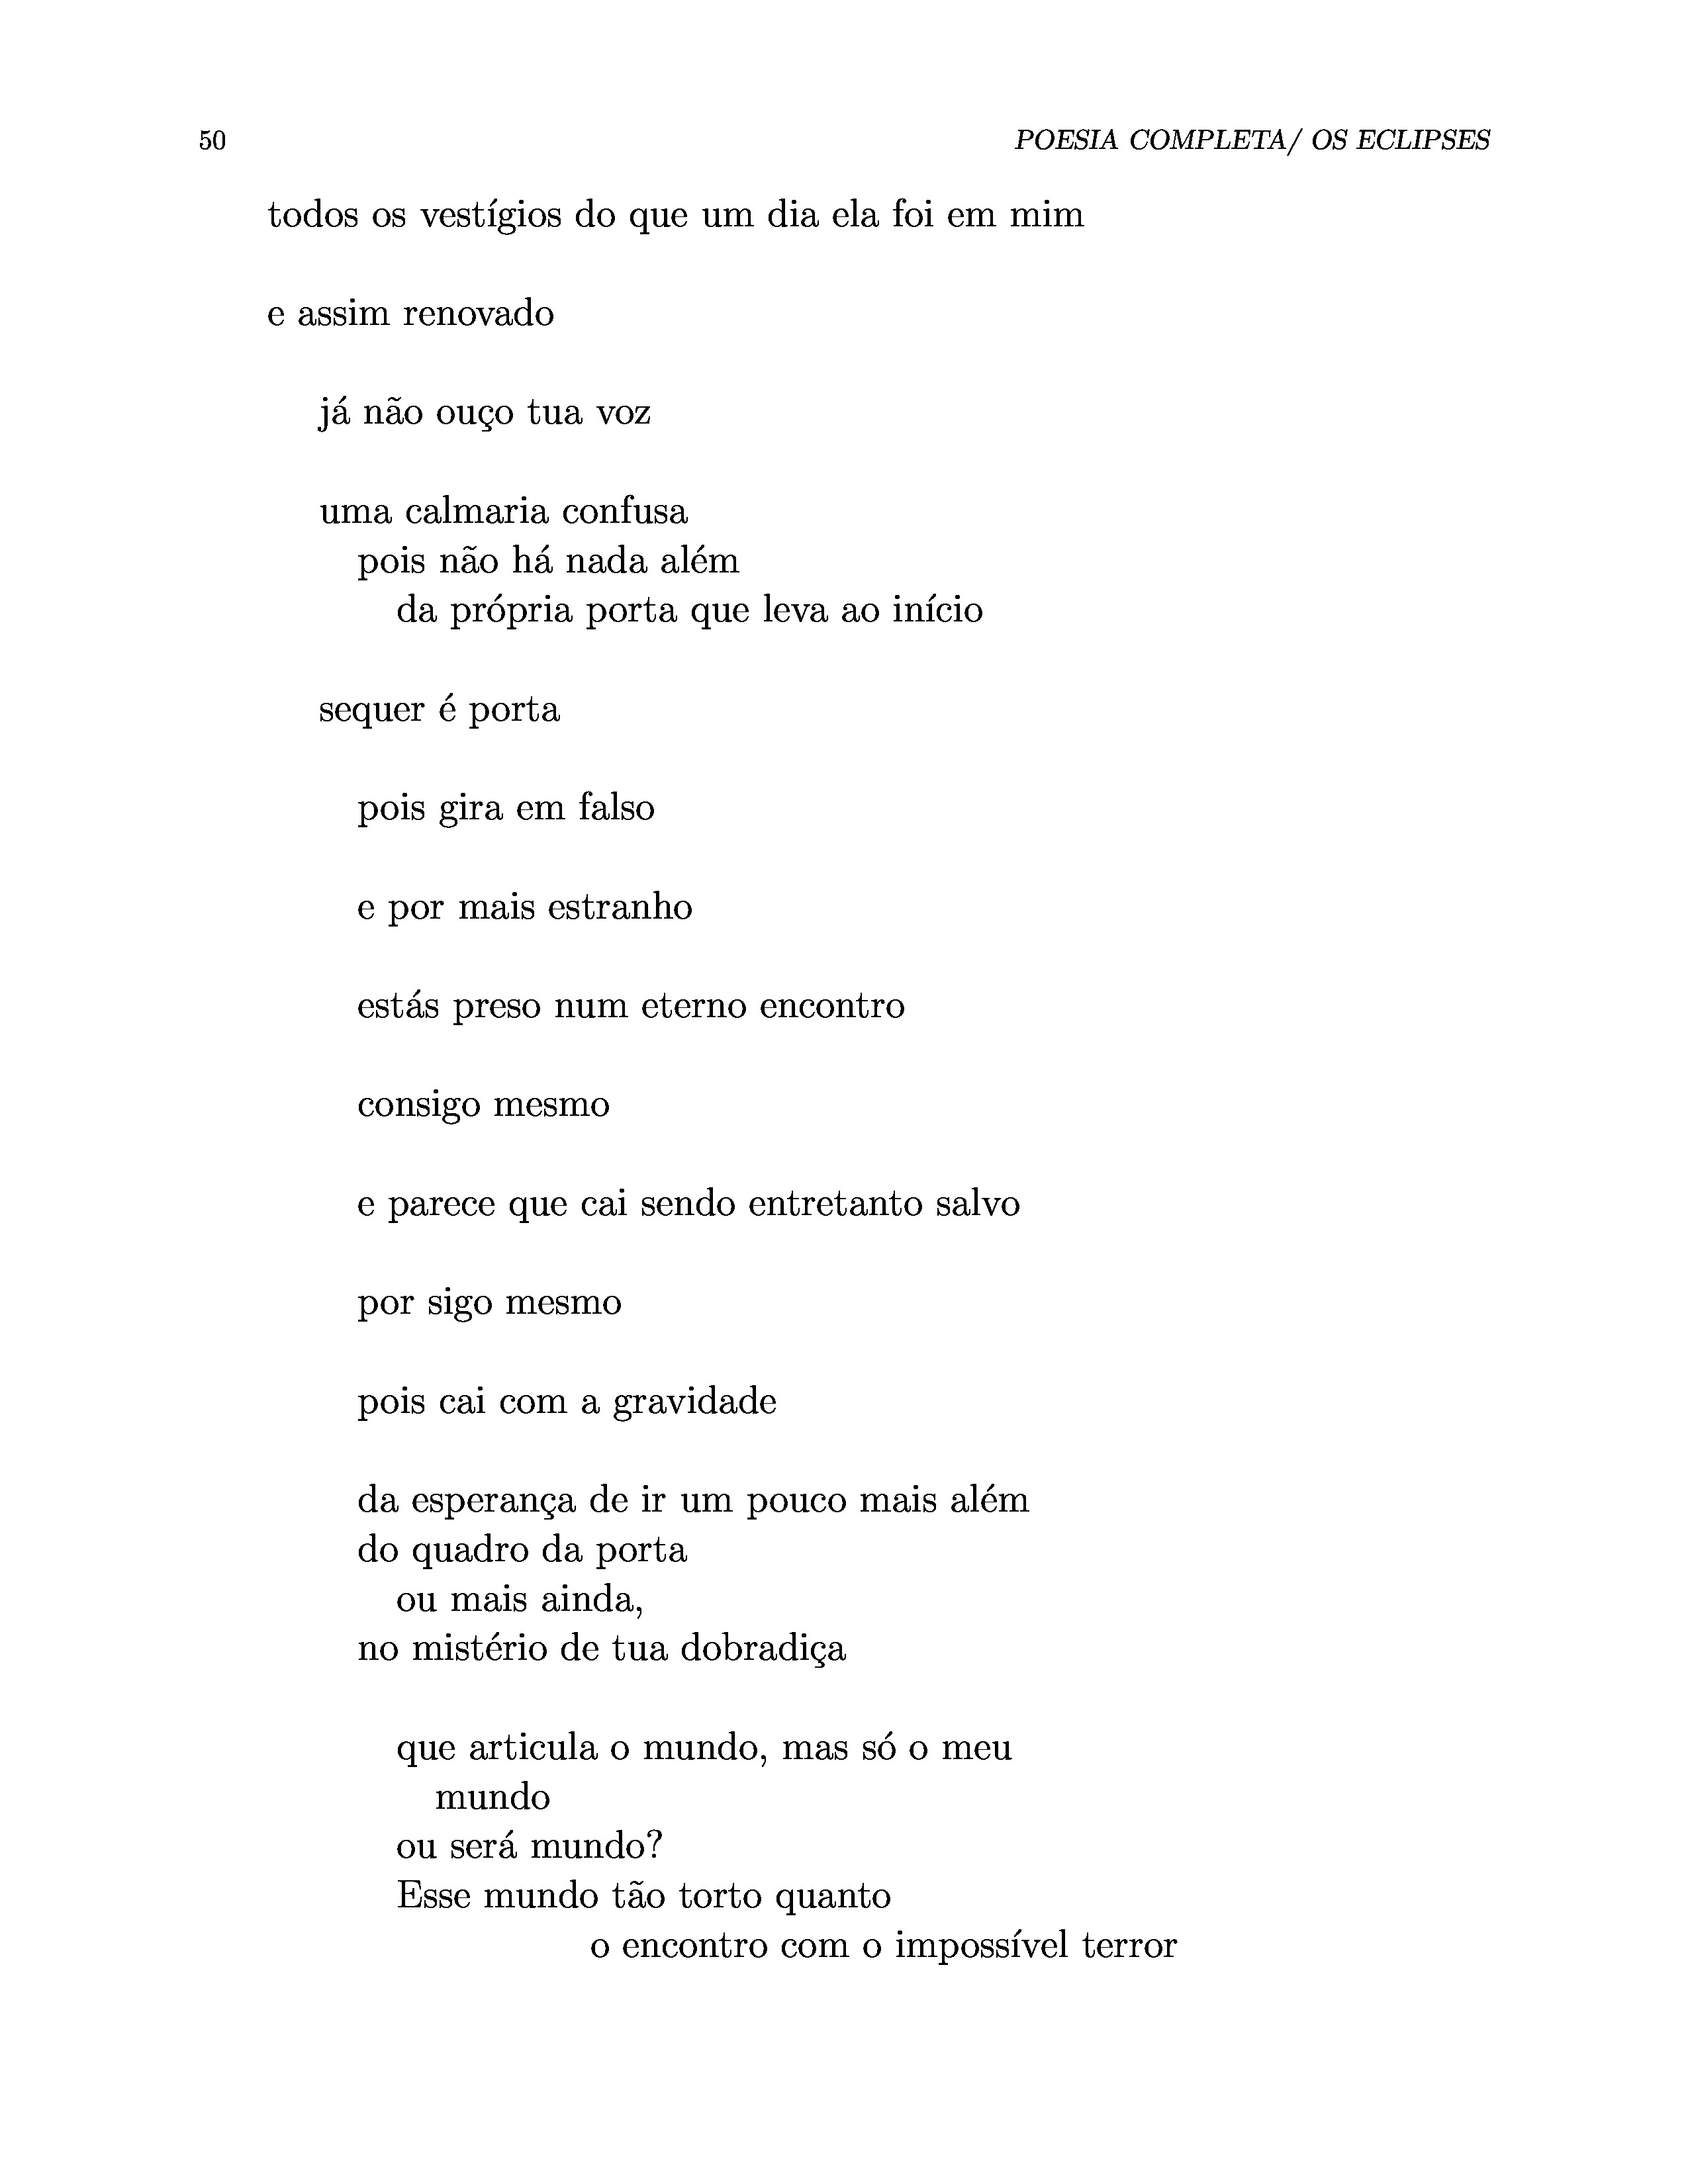 50 POESIA COMPLETA/ OS ECLIPSES
todos os vestígios do que um dia ela foi em mim
e assim renovado
já não ouço tua voz
uma calmaria confusa
pois não há nada além
da própria porta que leva ao início
sequer é porta
pois gira em falso
e por mais estranho
estás preso num eterno encontro
consigo mesmo
e parece que cai sendo entretanto salvo
por sigo mesmo
pois cai com a gravidade
da esperança de ir um pouco mais além
do quadro da porta
ou mais ainda,
no mistério de tua dobradiça
que articula o mundo, mas só o meu
mundo
ou será mundo?
Esse mundo tão torto quanto
o encontro com o impossível terror